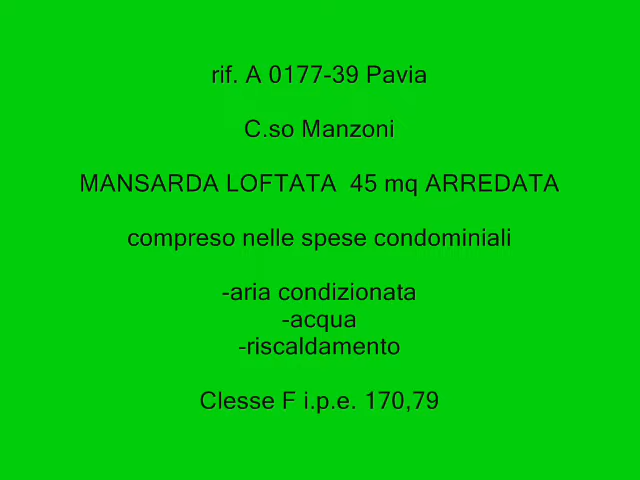 rif. A 0177-39 Pavia
C.so Manzoni
MANSARDA LOFTATA  45 mq ARREDATA
compreso nelle spese condominiali
-aria condizionata
-acqua
-riscaldamento
Clesse F i.p.e. 170,79